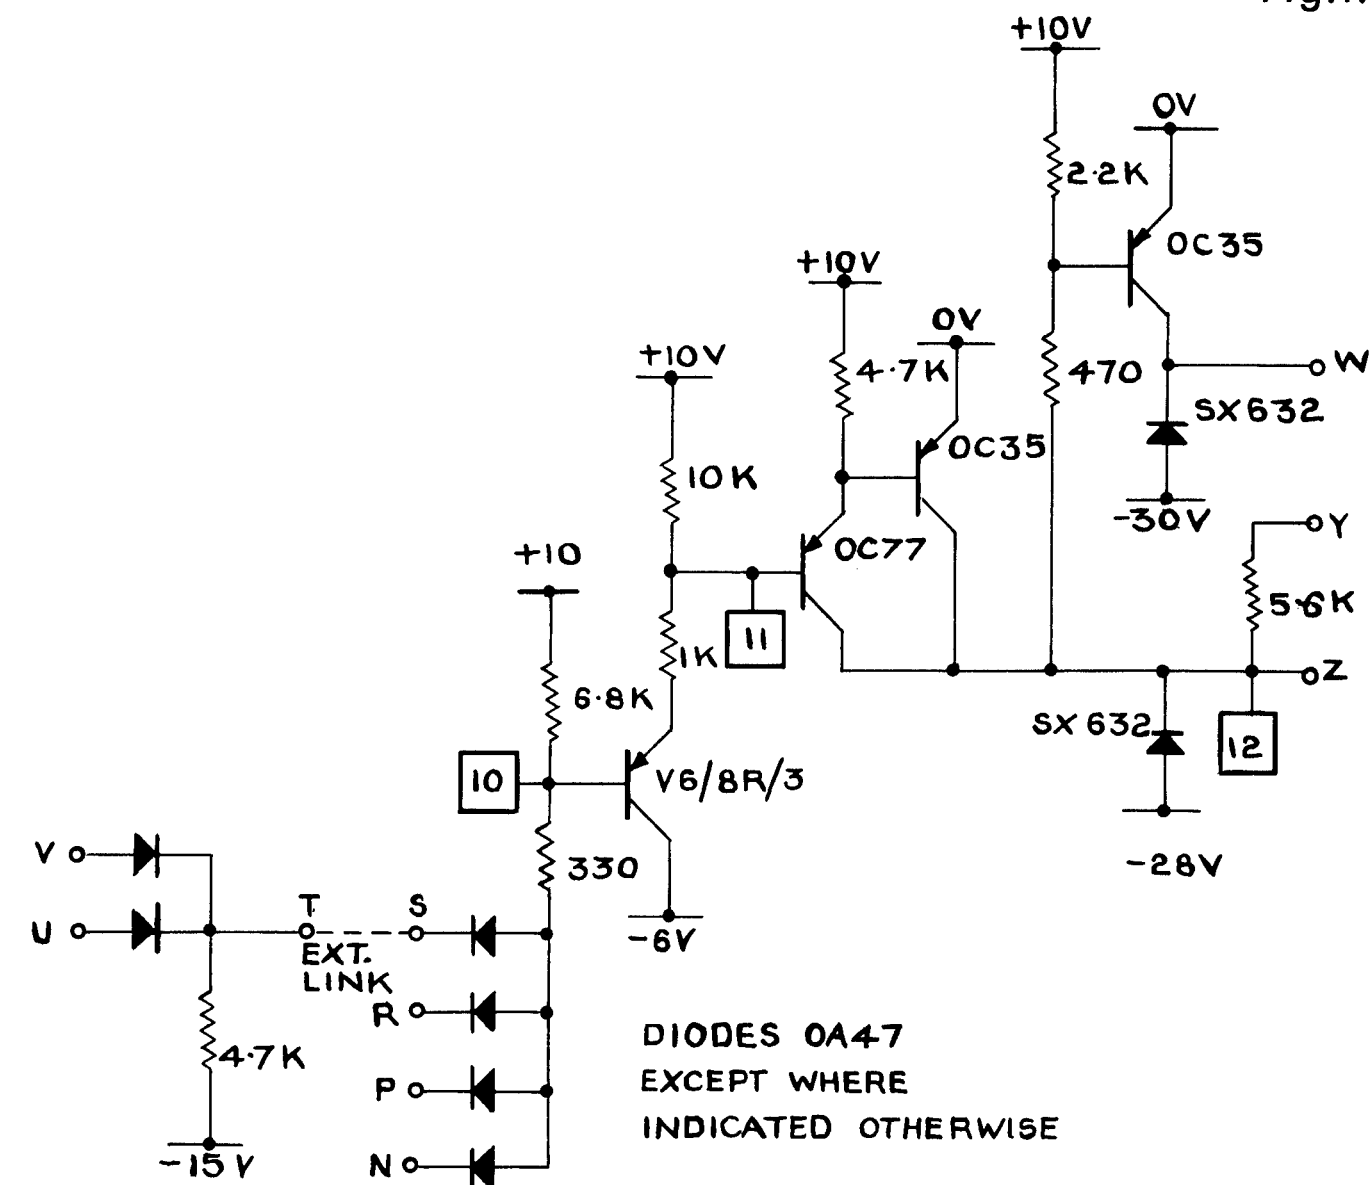 +10V
0V
2.2K
OC35
+10V
0V
4.7K
OC35
470
W
SX632
-30V
+10V
10K
OC77
Y
5.6K
11
1K
+10
6.8K
Z
SX 632
12
10
V6/8R/3
-28V
330
V
U
T
S
EXT.
LINK
-6V
R
4.7K
P
N
-15V
DIODES OA47
EXCEPT WHERE
INDICATED OTHERWISE